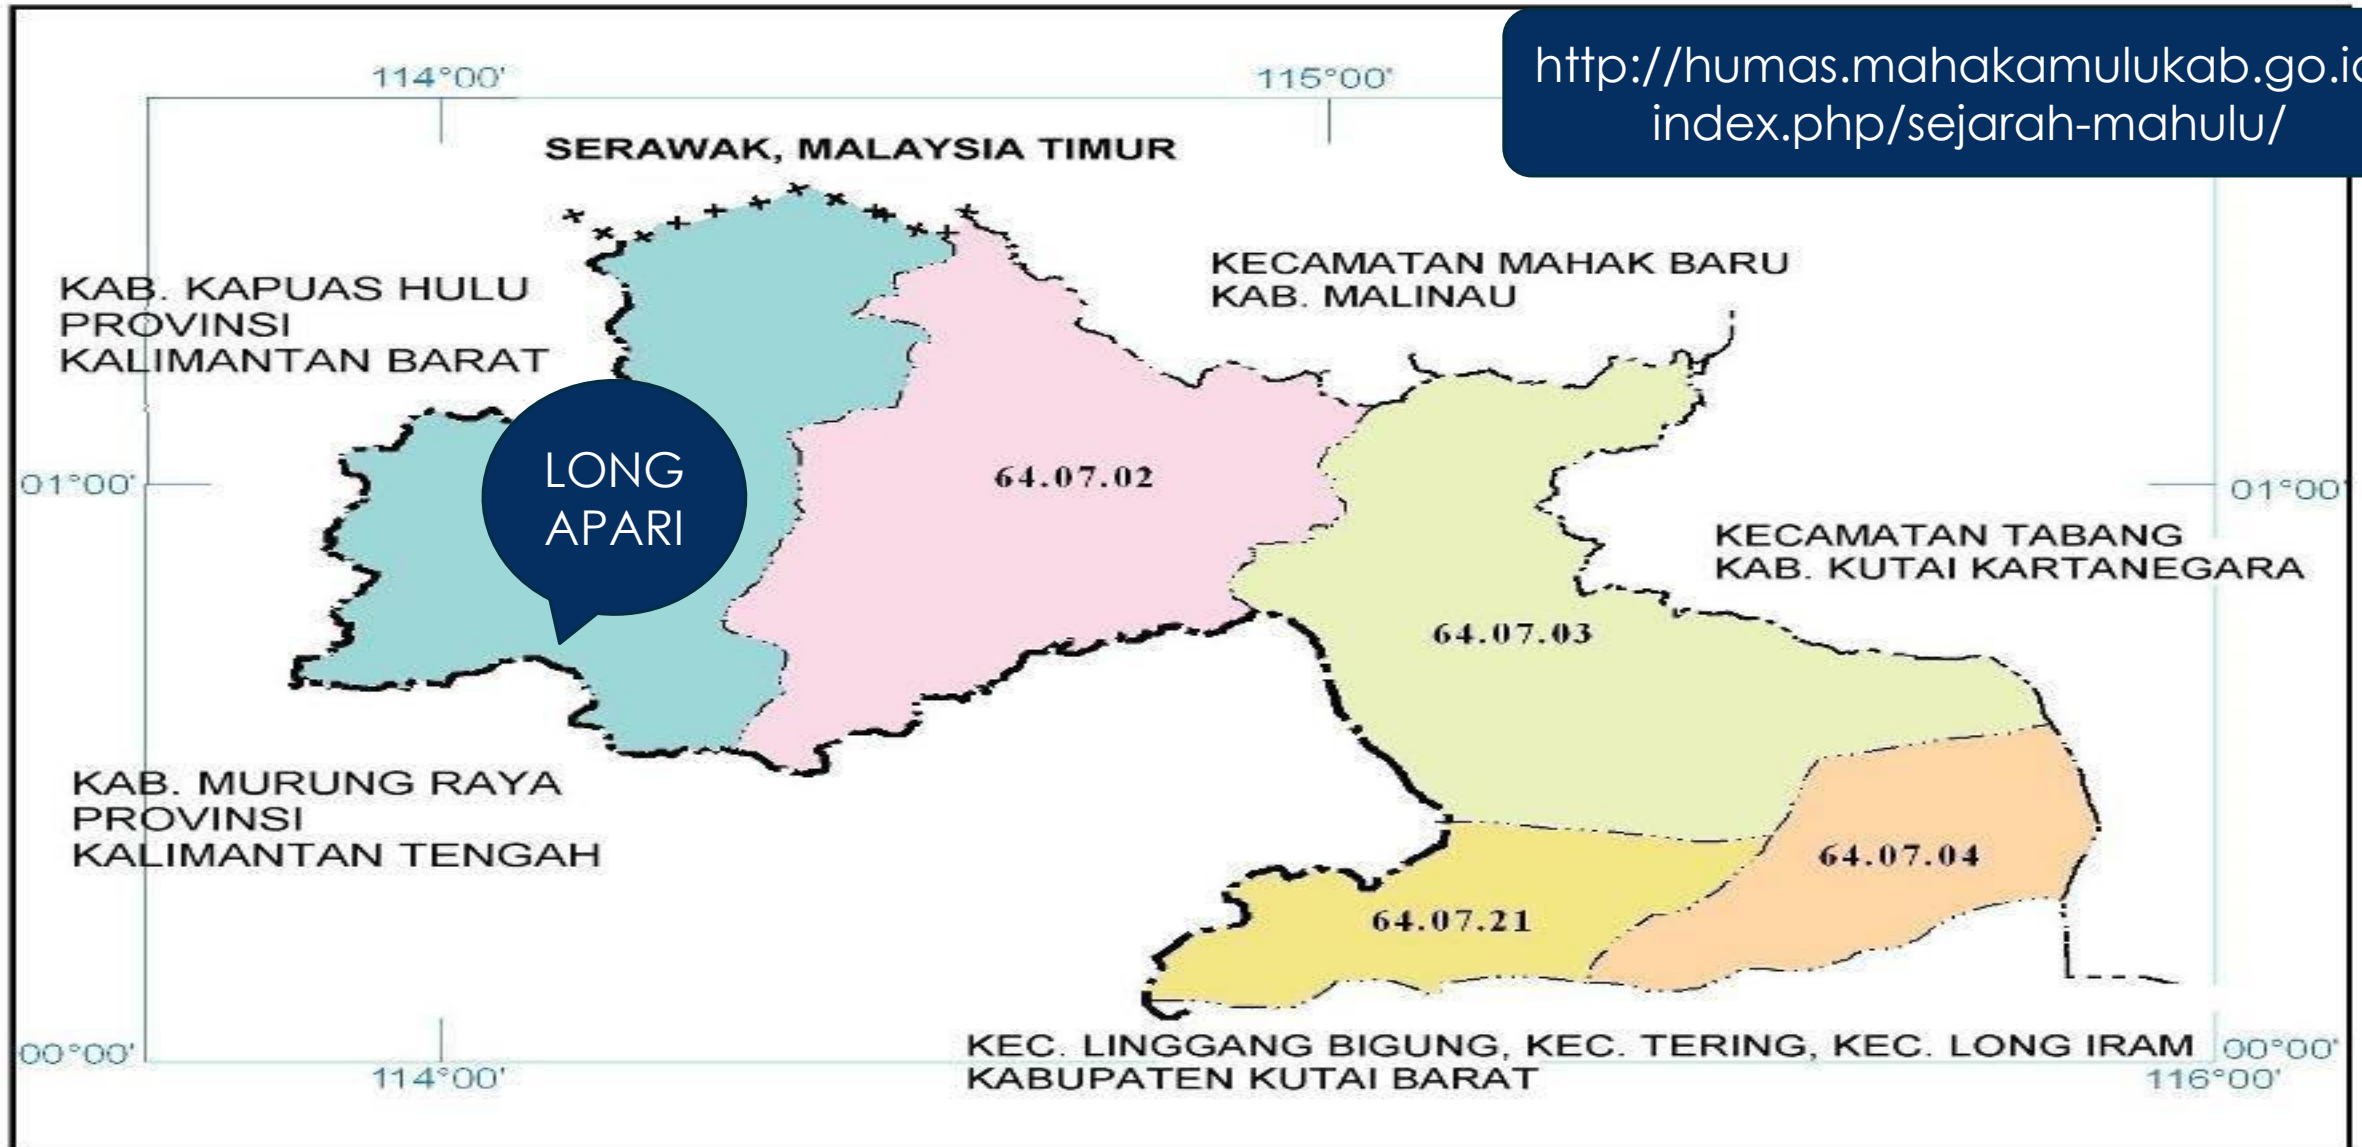 http://humas.mahakamulukab.go.id
index.php/sejarah-mahulu/
114°00'
115°00'
SERAWAK, MALAYSIA TIMUR
KAB. KAPUAS HULU
PROVINSI
KALIMANTAN BARAT
KECAMATAN MAHAK BARU
KAB. MALINAU
LONG
APARI
64.07.02
01°00'
01°00'
KECAMATAN TABANG
KAB. KUTAI KARTANEGARA
64.07.03
KAB. MURUNG RAYA
PROVINSI
KALIMANTAN TENGAH
64.07.04
64.07.21
00°00'
KEC. LINGGANG BIGUNG, KEC. TERING, KEC. LONG IRAM
KABUPATEN KUTAI BARAT
00°00'
114°00'
116°00'